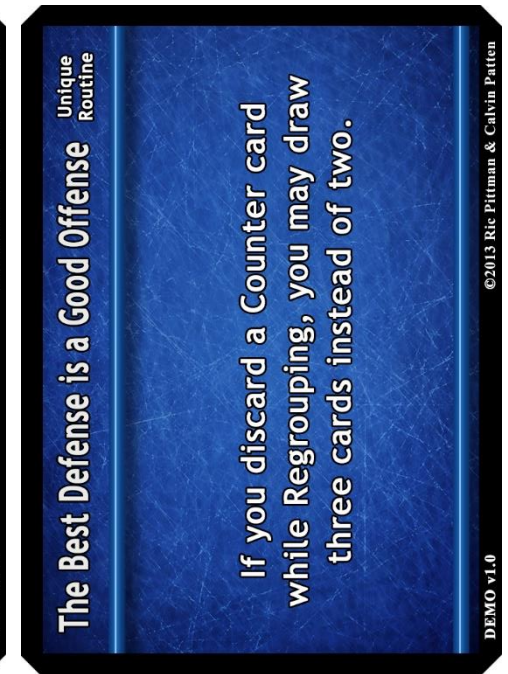 The Best Defense is a Good Offense
Unique
Routine
If you discard a Counter card
while Regrouping, you may draw
three cards instead of two.
DEMO v1.0
©2013 Ric Pittman & Calvin Patten